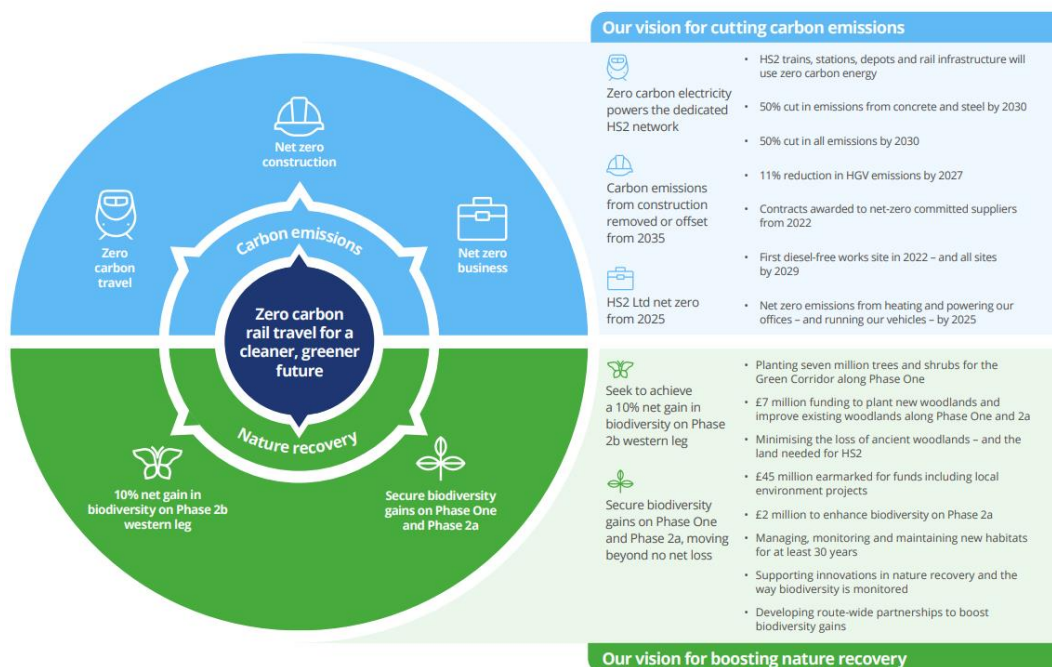 Net zero
construction
Zero
carbon
travel
Net zero
business
Carbon emissions
Zero carbon
rail travel for a
cleaner, greener
future
Nature recovery
10% net gain in
biodiversity on Phase 2b
western leg
Secure biodiversity
gains on Phase One
and Phase 2a
Our vision for cutting carbon emissions
Zero carbon electricity
powers the dedicated
HS2 network
Carbon emissions
from construction
removed or offset
from 2035
HS2 Ltd net zero
from 2025
• HS2 trains, stations, depots and rail infrastructure will
use zero carbon energy
• 50% cut in emissions from concrete and steel by 2030
• 50% cut in all emissions by 2030
• 11% reduction in HGV emissions by 2027
• Contracts awarded to net-zero committed suppliers
from 2022
• First diesel-free works site in 2022 – and all sites
by 2029
• Net zero emissions from heating and powering our
offices – and running our vehicles – by 2025
Seek to achieve
a 10% net gain in
biodiversity on Phase
2b western leg
Secure biodiversity
gains on Phase One
and Phase 2a, moving
beyond no net loss
• Planting seven million trees and shrubs for the
Green Corridor along Phase One
• £7 million funding to plant new woodlands and
improve existing woodlands along Phase One and 2a
• Minimising the loss of ancient woodlands – and the
land needed for HS2
• £45 million earmarked for funds including local
environment projects
• £2 million to enhance biodiversity on Phase 2a
• Managing, monitoring and maintaining new habitats
for at least 30 years
• Supporting innovations in nature recovery and the
way biodiversity is monitored
• Developing route-wide partnerships to boost
biodiversity gains
Our vision for boosting nature recovery